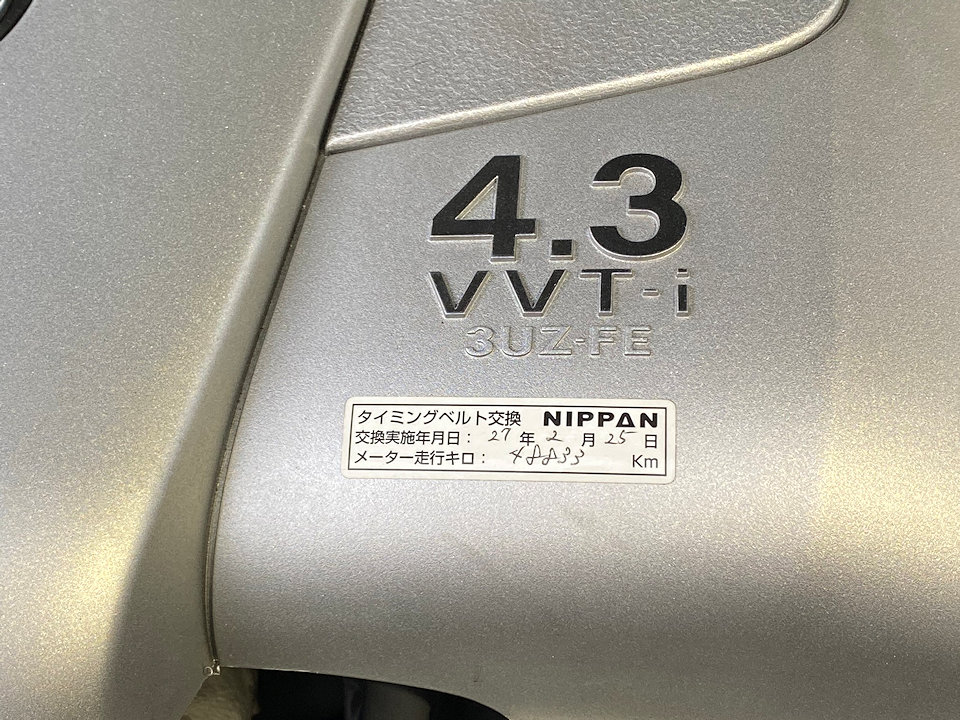 4.3
VVT-i
3UZ-FE
タイミングベルト交換 NIPPAN
交換実施年月日： 27 年 2 月 25 日
メーター走行キロ： 48833 Km